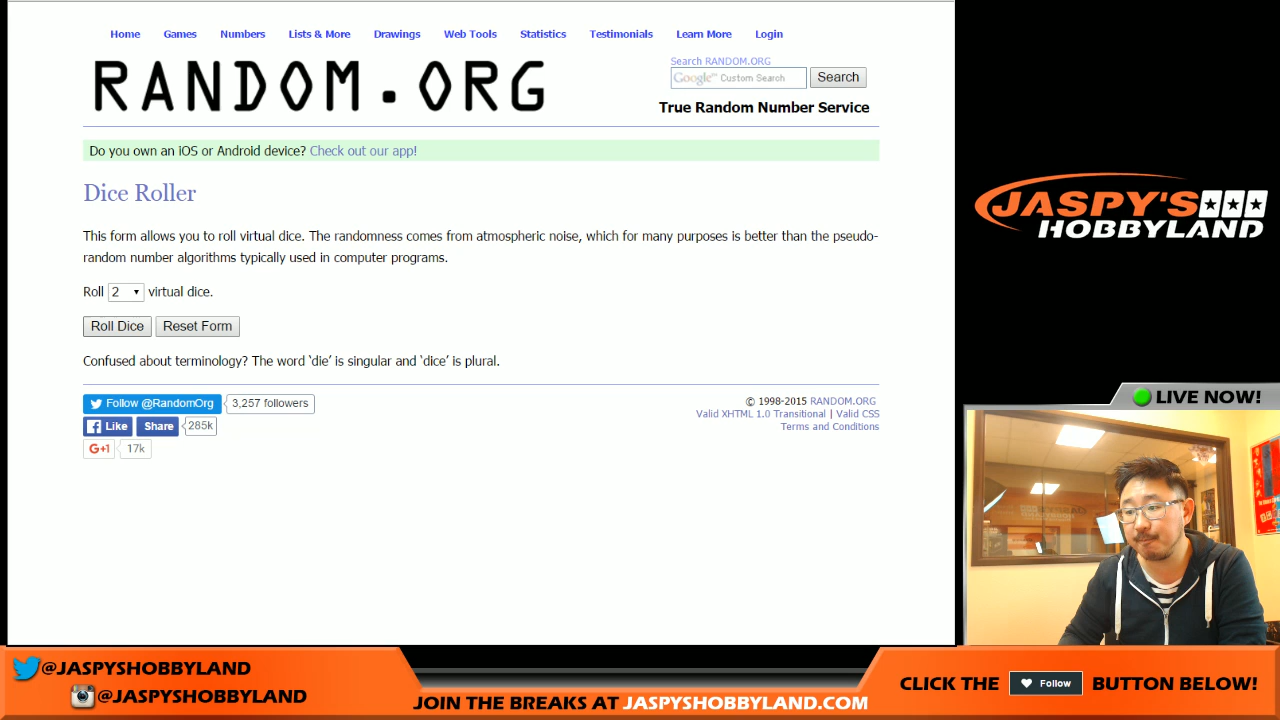 Home Games Numbers Lists & More Drawings Web Tools Statistics Testimonials Learn More Login
RANDOM.ORG
Search RANDOM.ORG
Google™ Custom Search Search
True Random Number Service
Do you own an iOS or Android device? Check out our app!
Dice Roller
This form allows you to roll virtual dice. The randomness comes from atmospheric noise, which for many purposes is better than the pseudo-
random number algorithms typically used in computer programs.
Roll 2 virtual dice.
Roll Dice Reset Form
Confused about terminology? The word ‘die’ is singular and ‘dice’ is plural.
Follow @RandomOrg 3,257 followers
Like Share 285k
G+1 17k
© 1998-2015 RANDOM.ORG
Valid XHTML 1.0 Transitional | Valid CSS
Terms and Conditions
JASPY'S
HOBBYLAND
LIVE NOW!
@JASPYSHOBBYLAND
@JASPYSHOBBYLAND
JOIN THE BREAKS AT JASPYSHOBBYLAND.COM
CLICK THE Follow BUTTON BELOW!